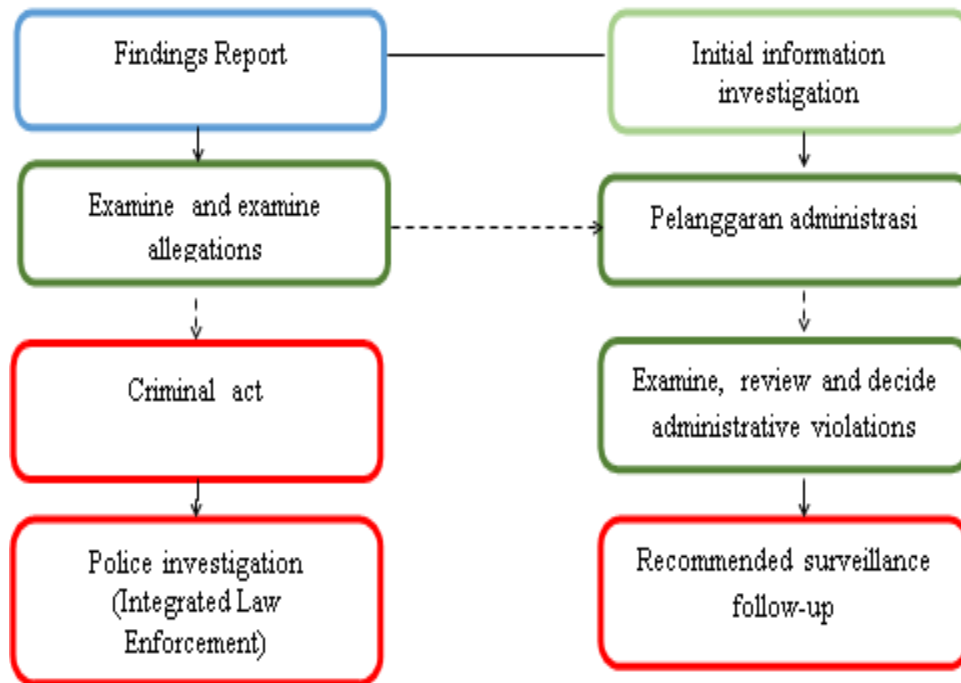 Findings Report
Initial information
investigation
Examine and examine
allegations
Pelanggaran administrasi
Criminal act
Examine, review and decide
administrative violations
Police investigation
(Integrated Law
Enforcement)
Recommended surveillance
follow-up